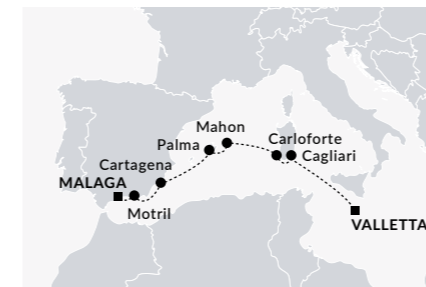 Mahon
Palma
Carloforte
Cagliari
Cartagena
MALAGA
Motril
VALLETTA